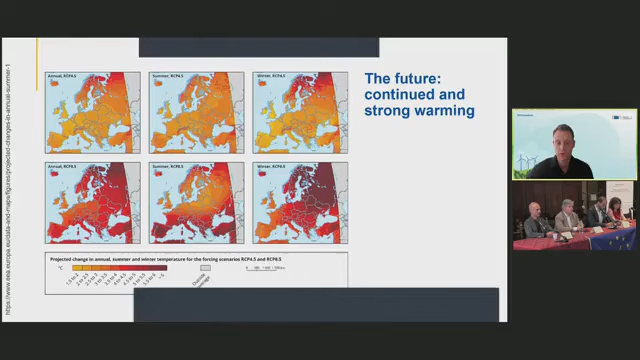 The future:
continued and
strong warming
Annual, RCP4.5
Summer, RCP4.5
Winter, RCP4.5
Annual, RCP8.5
Summer, RCP8.5
Winter, RCP8.5
Projected change in annual, summer and winter temperature for the forcing scenarios RCP4.5 and RCP8.5
°C
Outside
coverage
https://www.eea.europa.eu/data-and-maps/figures/projected-changes-in-annual-summer-1